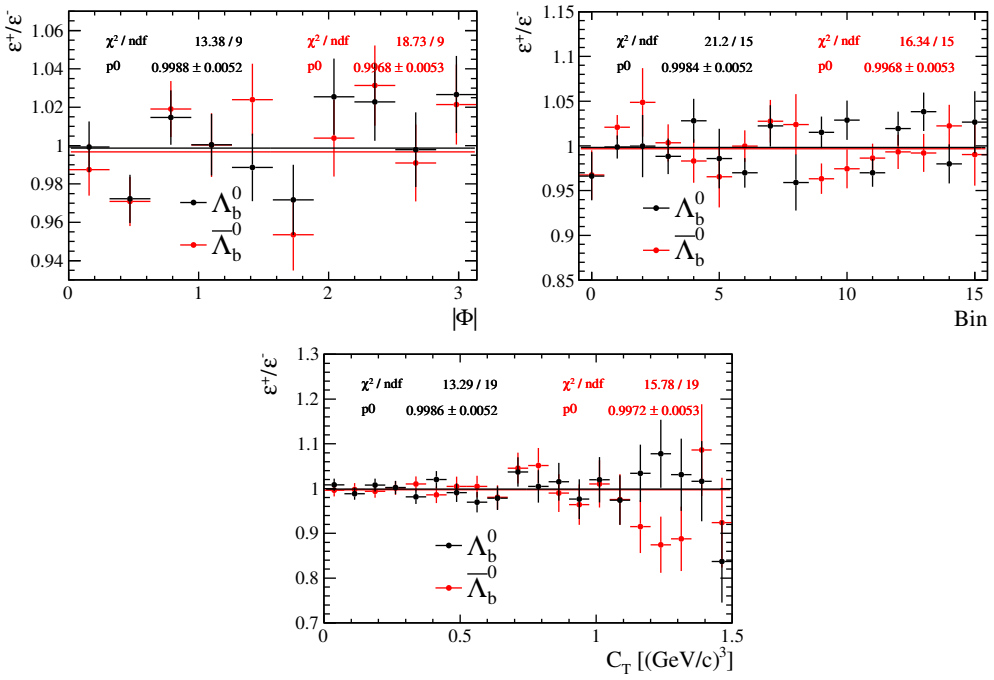 ε⁺/ε⁻
1.06
1.04
1.02
1
0.98
0.96
0.94
χ² / ndf 13.38 / 9
p0 0.9988 ± 0.0052
χ² / ndf 18.73 / 9
p0 0.9968 ± 0.0053
Λ_b^0
Λ̅_b^0
0 1 2 3
|Φ|
ε⁺/ε⁻
1.15
1.1
1.05
1
0.95
0.9
0.85
χ² / ndf 21.2 / 15
p0 0.9984 ± 0.0052
χ² / ndf 16.34 / 15
p0 0.9968 ± 0.0053
Λ_b^0
Λ̅_b^0
0 5 10 15
Bin
ε⁺/ε⁻
1.3
1.2
1.1
1
0.9
0.8
0.7
χ² / ndf 13.29 / 19
p0 0.9986 ± 0.0052
χ² / ndf 15.78 / 19
p0 0.9972 ± 0.0053
Λ_b^0
Λ̅_b^0
0 0.5 1 1.5
C_T [(GeV/c)³]